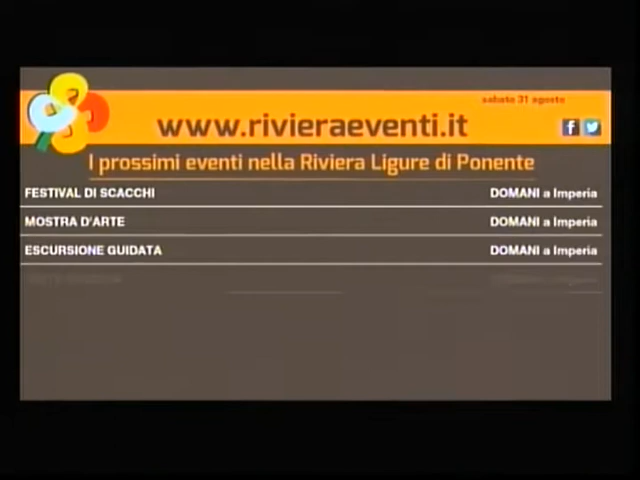 sabato 31 agosto
www.rivieraeventi.it
I prossimi eventi nella Riviera Ligure di Ponente
FESTIVAL DI SCACCHI DOMANI a Imperia
MOSTRA D'ARTE DOMANI a Imperia
ESCURSIONE GUIDATA DOMANI a Imperia